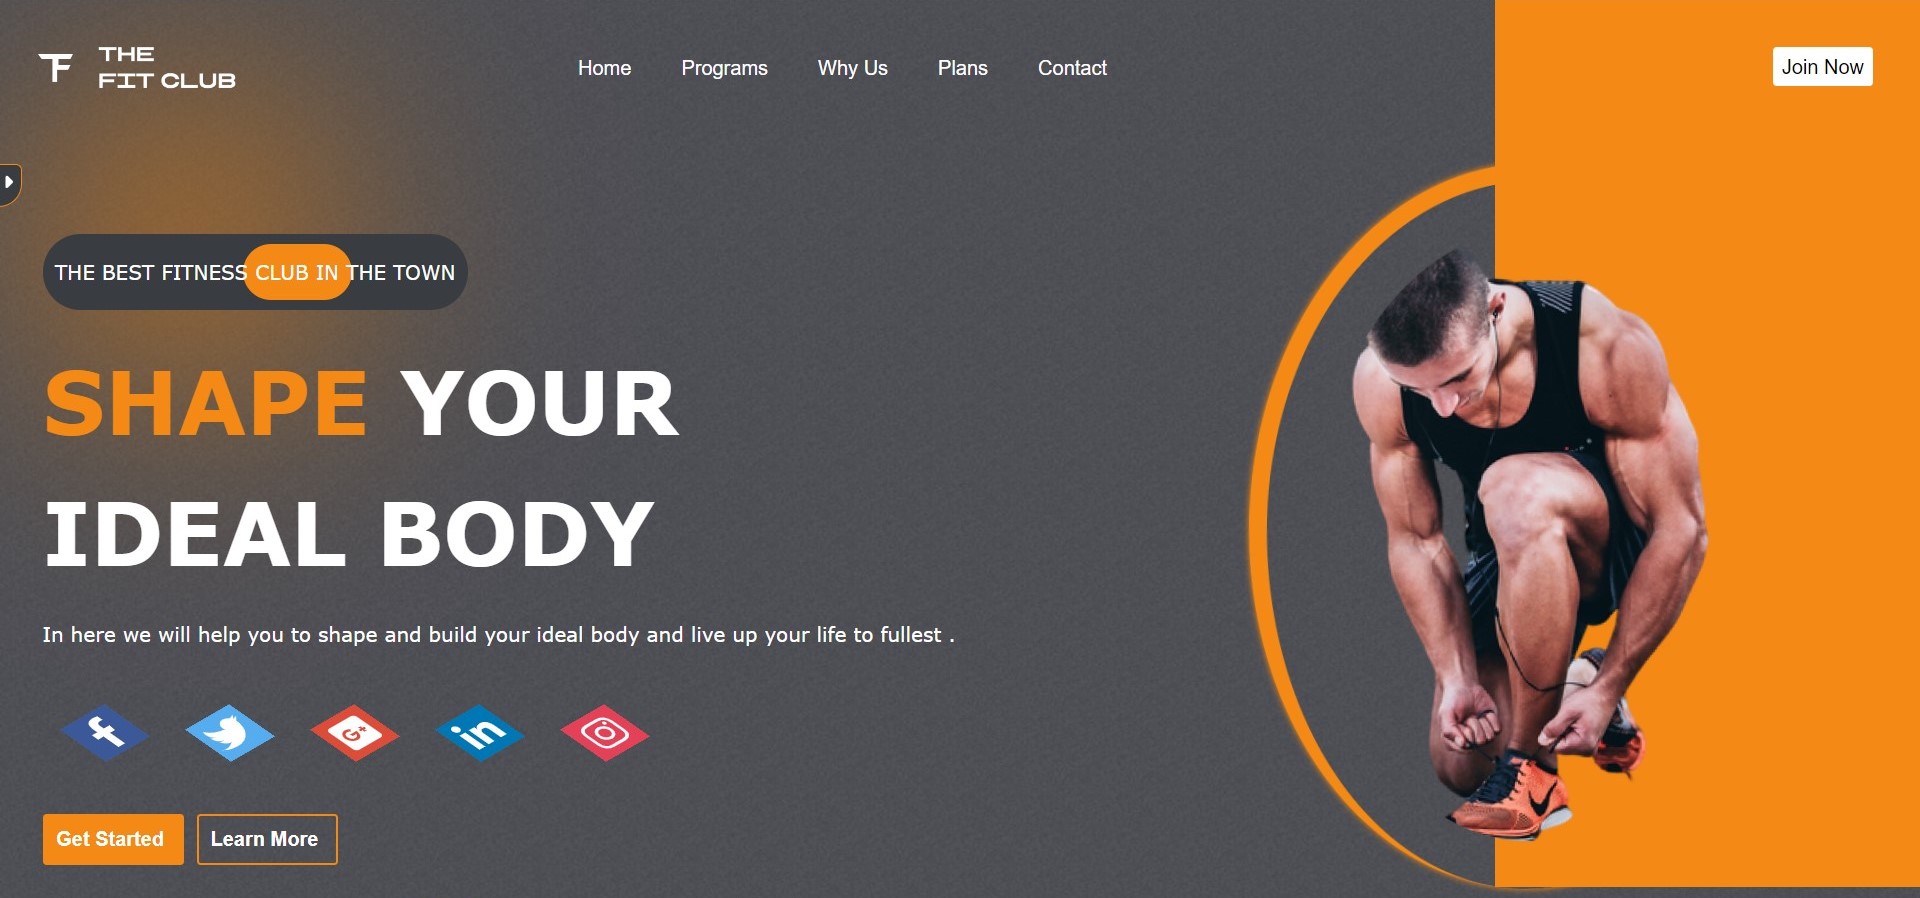 THE
FIT CLUB
Home
Programs
Why Us
Plans
Contact
Join Now
THE BEST FITNESS CLUB IN THE TOWN
SHAPE YOUR
IDEAL BODY
In here we will help you to shape and build your ideal body and live up your life to fullest .
Get Started
Learn More